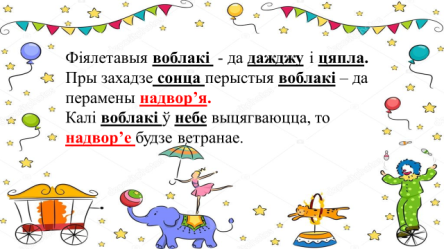 Фіялетавыя воблакі - да дажджу і цяпла.
Пры захадзе сонца перыстыя воблакі – да
перамены надвор’я.
Калі воблакі ў небе выцягваюцца, то
надвор’е будзе ветранае.